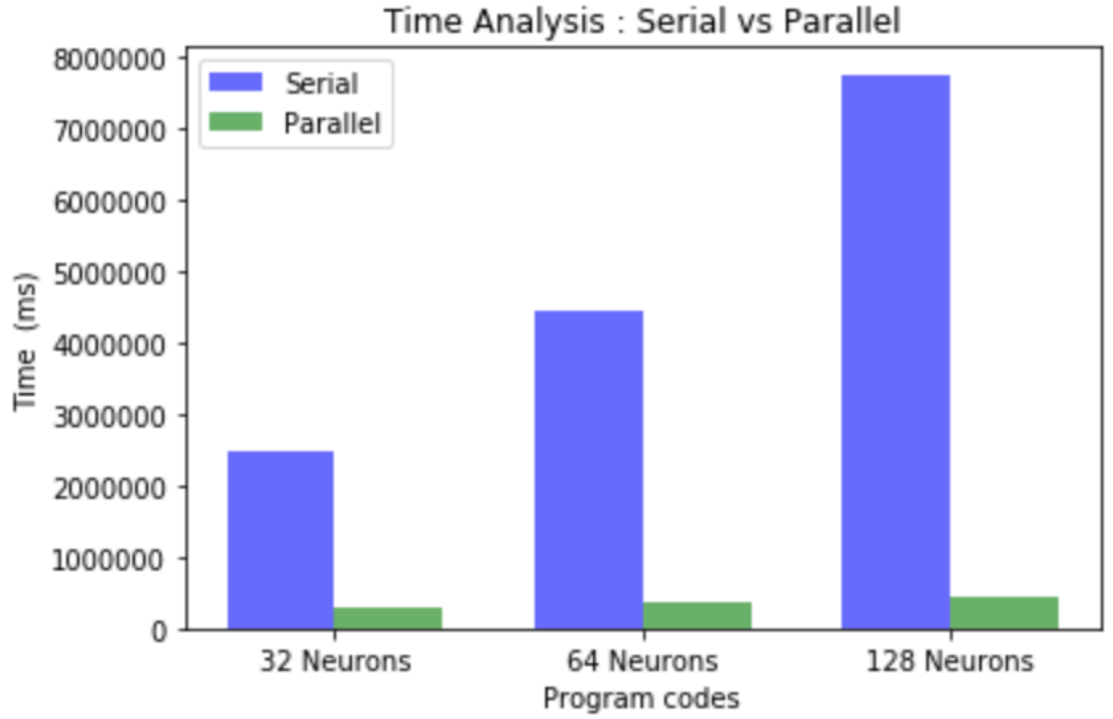 Time Analysis : Serial vs Parallel
Serial
Parallel
8000000
7000000
6000000
5000000
4000000
3000000
2000000
1000000
0
Time (ms)
32 Neurons
64 Neurons
128 Neurons
Program codes